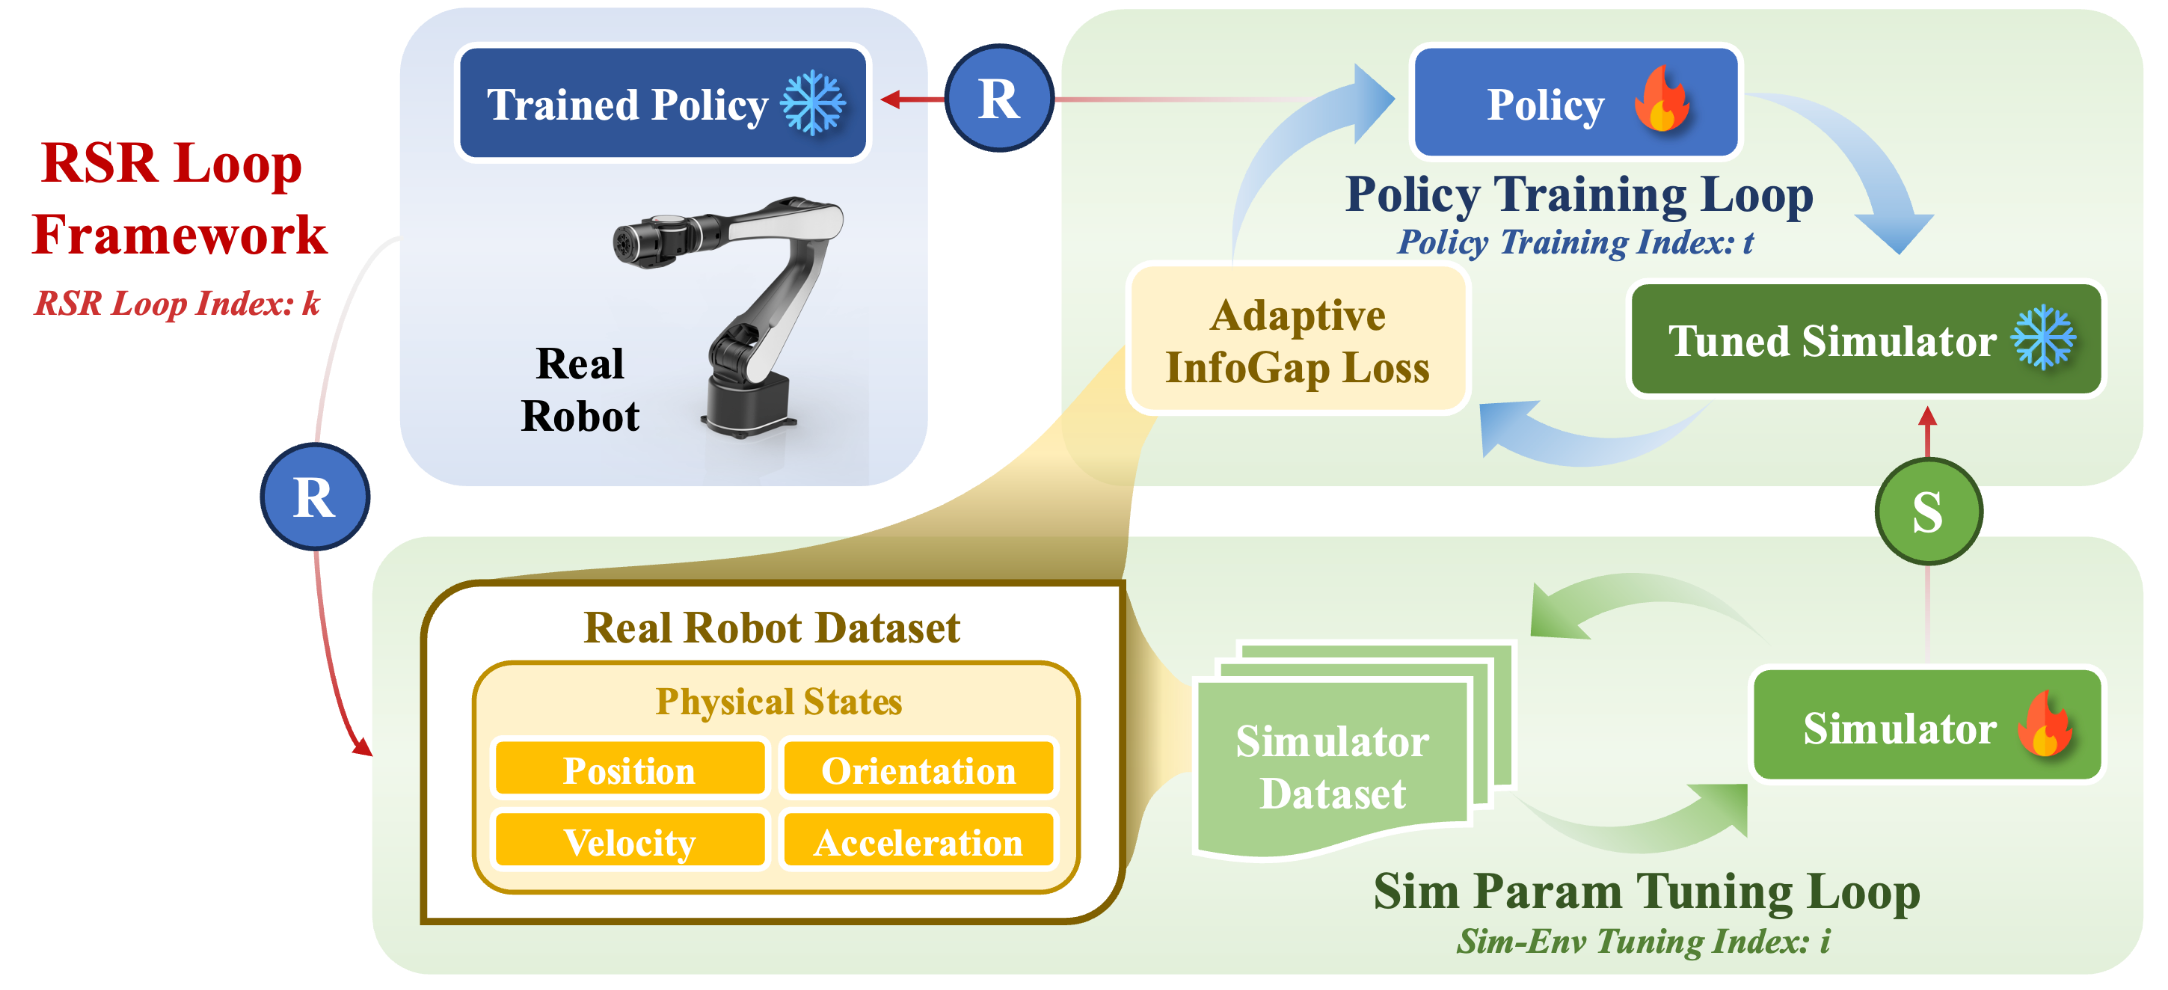 RSR Loop
Framework
RSR Loop Index: k
R
Trained Policy
Real
Robot
R
Policy
Policy Training Loop
Policy Training Index: t
Adaptive
InfoGap Loss
Tuned Simulator
S
Real Robot Dataset
Physical States
Position
Orientation
Velocity
Acceleration
Simulator
Dataset
Simulator
Sim Param Tuning Loop
Sim-Env Tuning Index: i